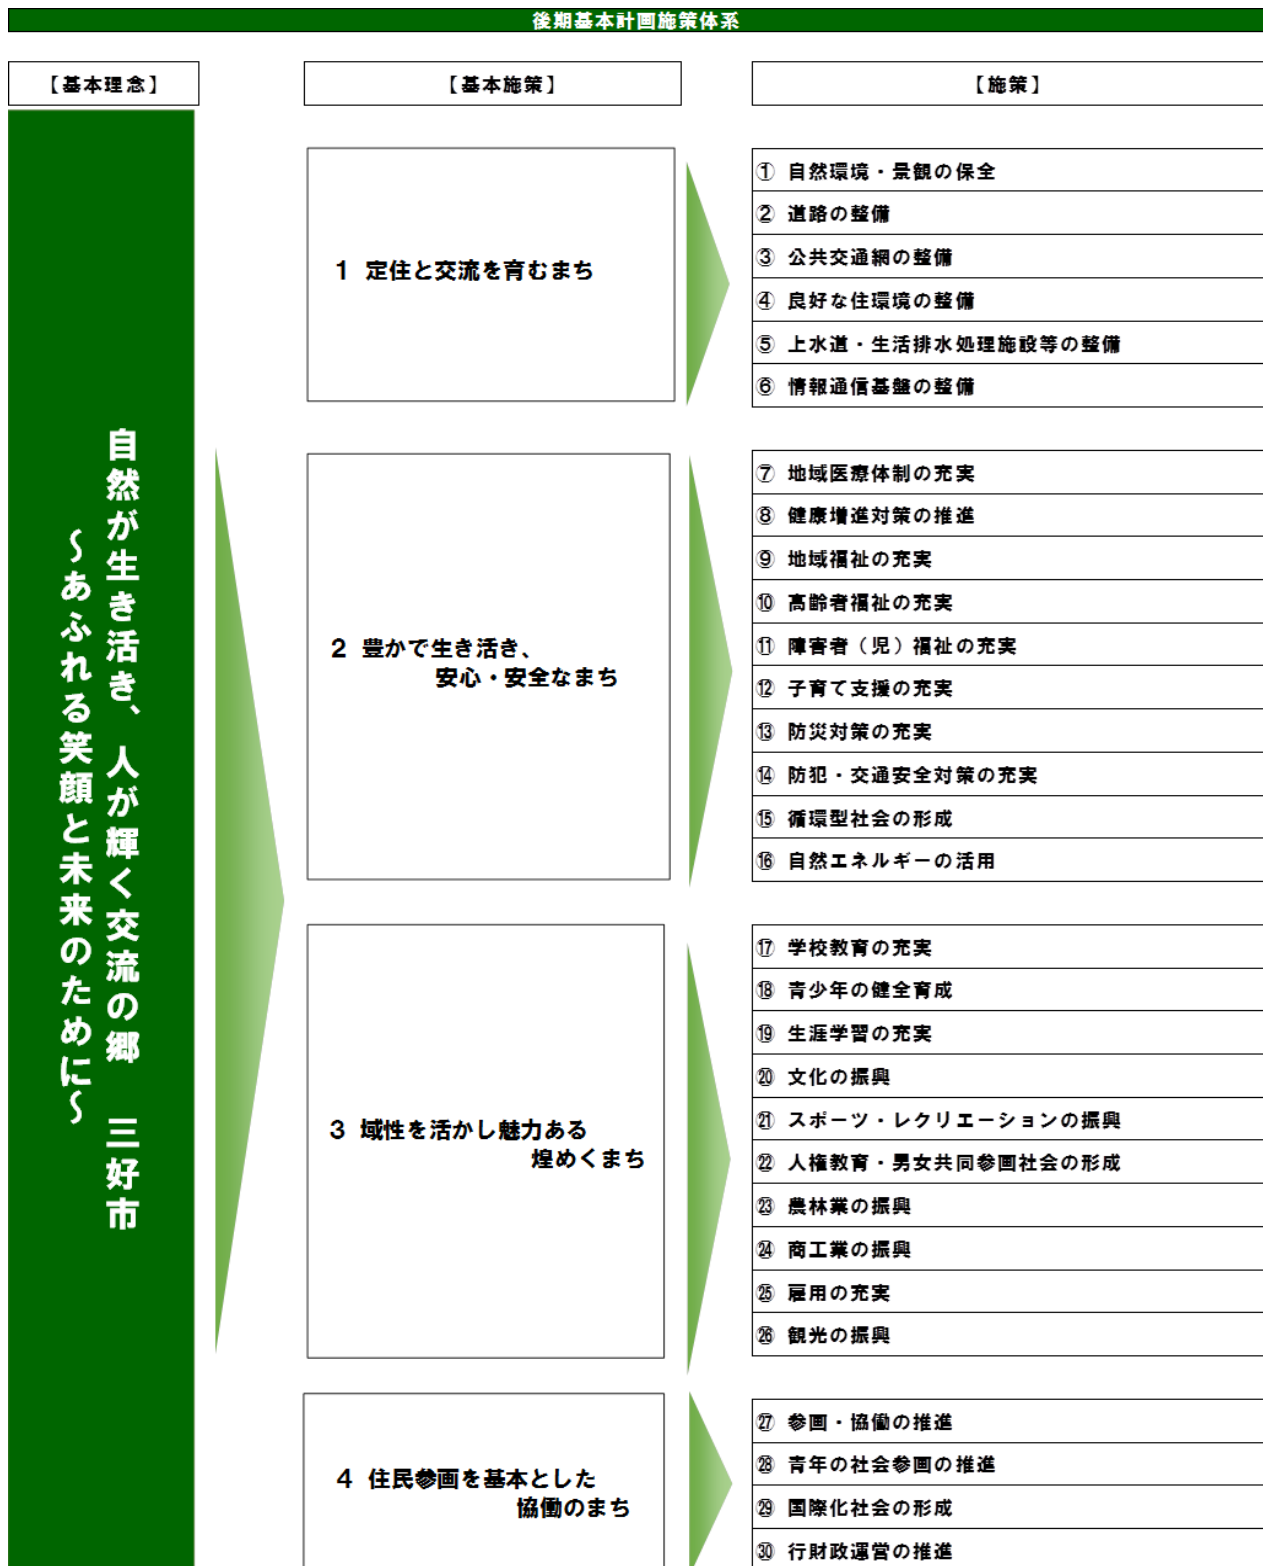 後期基本計画施策体系
【基本理念】
【基本施策】
【施策】
自然が生き活き、人が輝く交流の郷　三好市
～あふれる笑顔と未来のために～
1 定住と交流を育むまち
① 自然環境・景観の保全
② 道路の整備
③ 公共交通網の整備
④ 良好な住環境の整備
⑤ 上水道・生活排水処理施設等の整備
⑥ 情報通信基盤の整備
2 豊かで生き活き、
安心・安全なまち
⑦ 地域医療体制の充実
⑧ 健康増進対策の推進
⑨ 地域福祉の充実
⑩ 高齢者福祉の充実
⑪ 障害者（児）福祉の充実
⑫ 子育て支援の充実
⑬ 防災対策の充実
⑭ 防犯・交通安全対策の充実
⑮ 循環型社会の形成
⑯ 自然エネルギーの活用
3 域性を活かし魅力ある
煌めくまち
⑰ 学校教育の充実
⑱ 青少年の健全育成
⑲ 生涯学習の充実
⑳ 文化の振興
㉑ スポーツ・レクリエーションの振興
㉒ 人権教育・男女共同参画社会の形成
㉓ 農林業の振興
㉔ 商工業の振興
㉕ 雇用の充実
㉖ 観光の振興
4 住民参画を基本とした
協働のまち
㉗ 参画・協働の推進
㉘ 青年の社会参画の推進
㉙ 国際化社会の形成
㉚ 行財政運営の推進